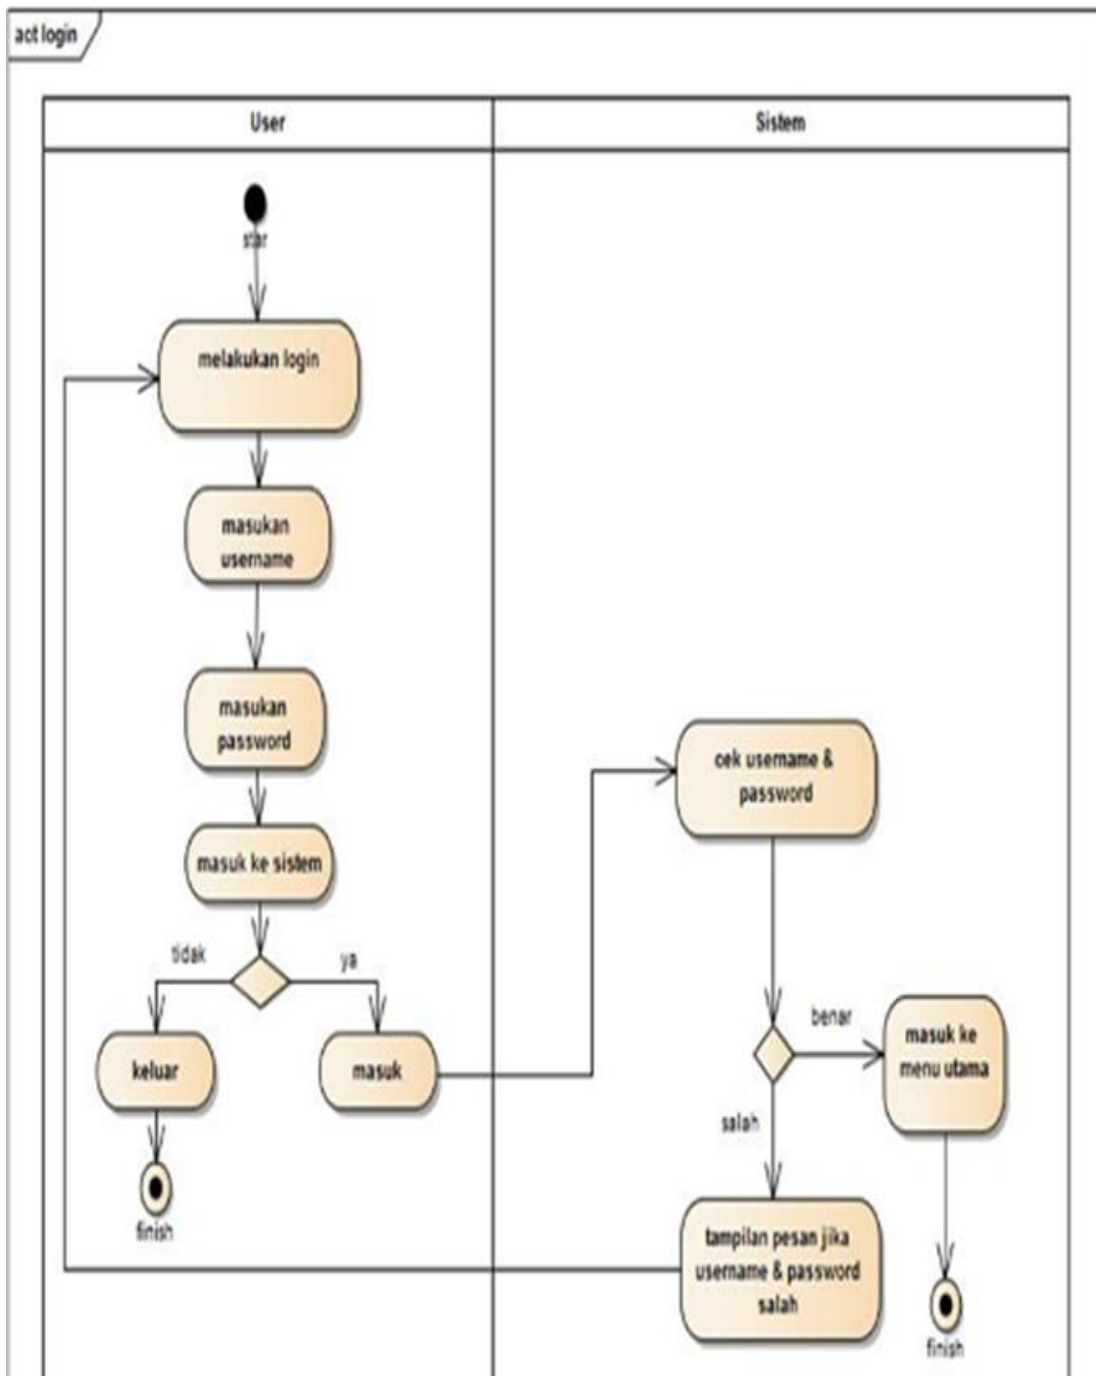 act login
User
Sistem
star
melakukan login
masukan
username
masukan
password
masuk ke sistem
tidak
ya
keluar
masuk
finish
cek username &
password
benar
masuk ke
menu utama
salah
tampilan pesan jika
username & password
salah
finish